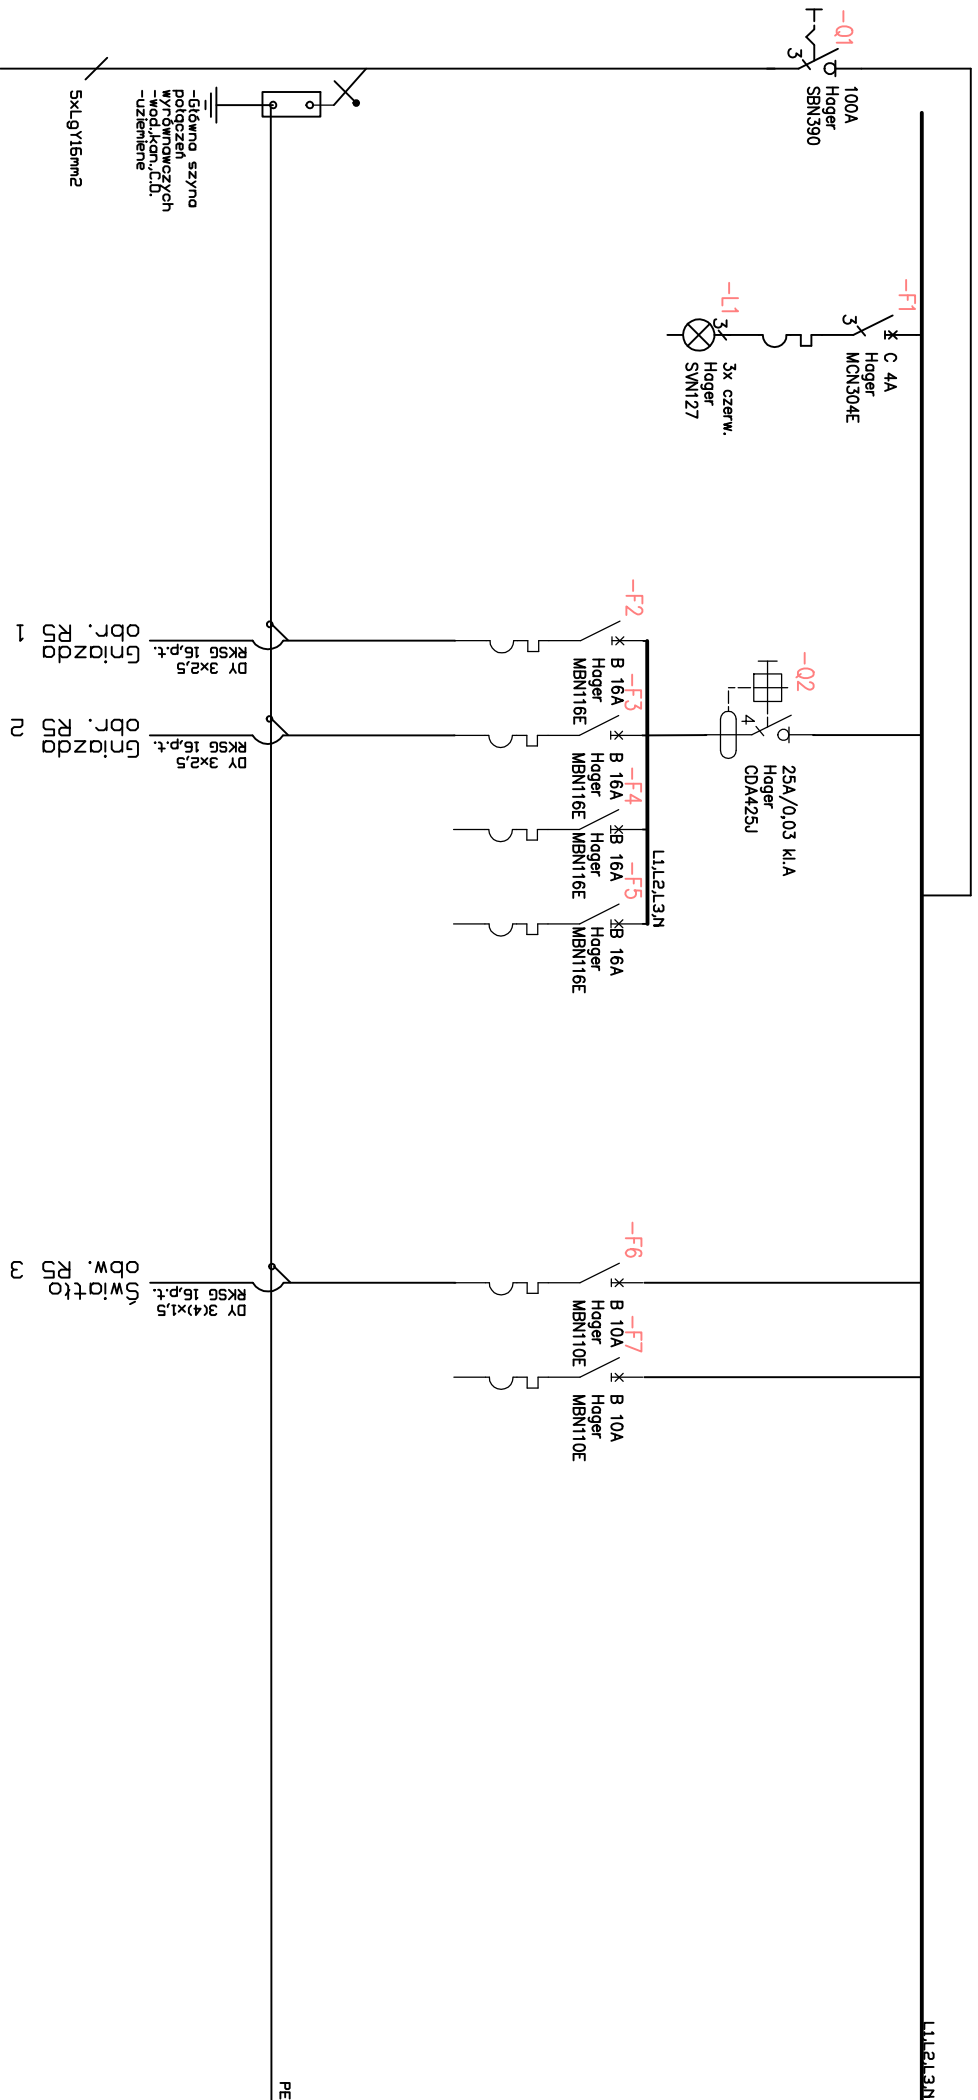 -Q1
100A
Hager
SBN390
5xLgY16mm2
-Główna szyna
połączeń
wyrównawczych
-wod,kan,C.O.
-uziemiene
-F1
C 4A
Hager
MCN304E
3
3
-L1
3
3x czerw.
Hager
SVN127
-Q2
4
25A/0,03 kl.A
Hager
CDA425J
L1,L2,L3,N
-F2
B 16A
Hager
MBN116E
-F3
B 16A
Hager
MBN116E
-F4
B 16A
Hager
MBN116E
-F5
B 16A
Hager
MBN116E
-F6
B 10A
Hager
MBN110E
-F7
B 10A
Hager
MBN110E
DY 3x2,5
RKSG 16,p.t.
Gniazda
obr. R5
1
DY 3x2,5
RKSG 16,p.t.
Gniazda
obr. R5
2
DY 3(4)x1,5
RKSG 16,p.t.
Światło
obw. R5
3
L1,L2,L3,N
PE